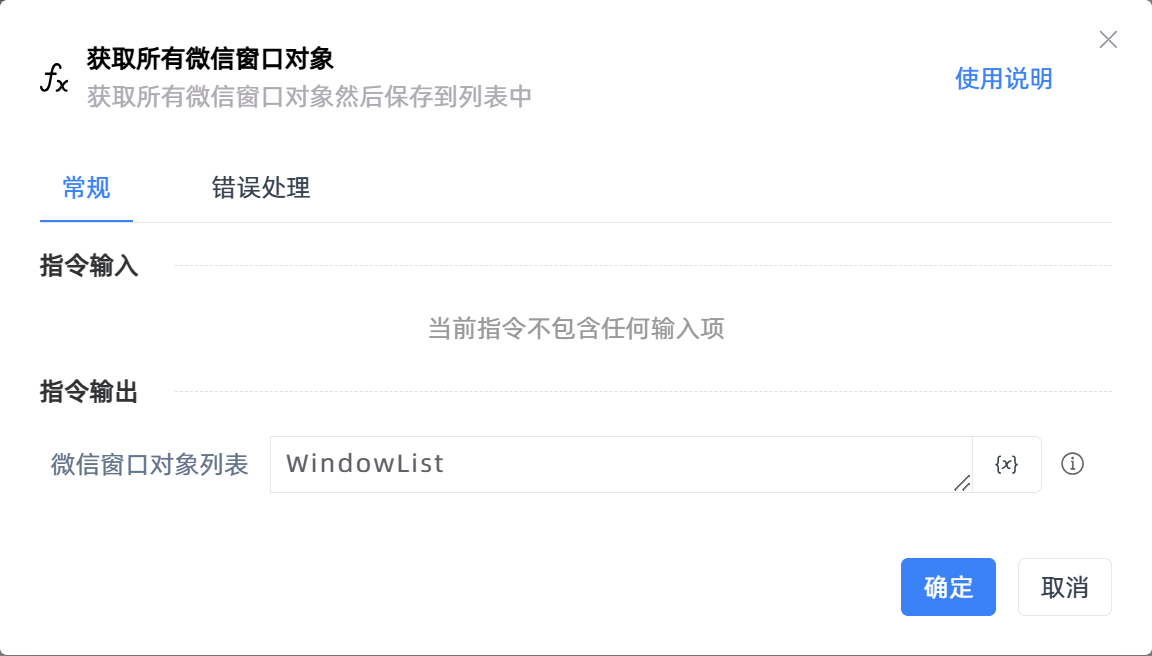 获取所有微信窗口对象
获取所有微信窗口对象然后保存到列表中
使用说明
常规
错误处理
指令输入
当前指令不包含任何输入项
指令输出
微信窗口对象列表
WindowList
{x}
确定
取消